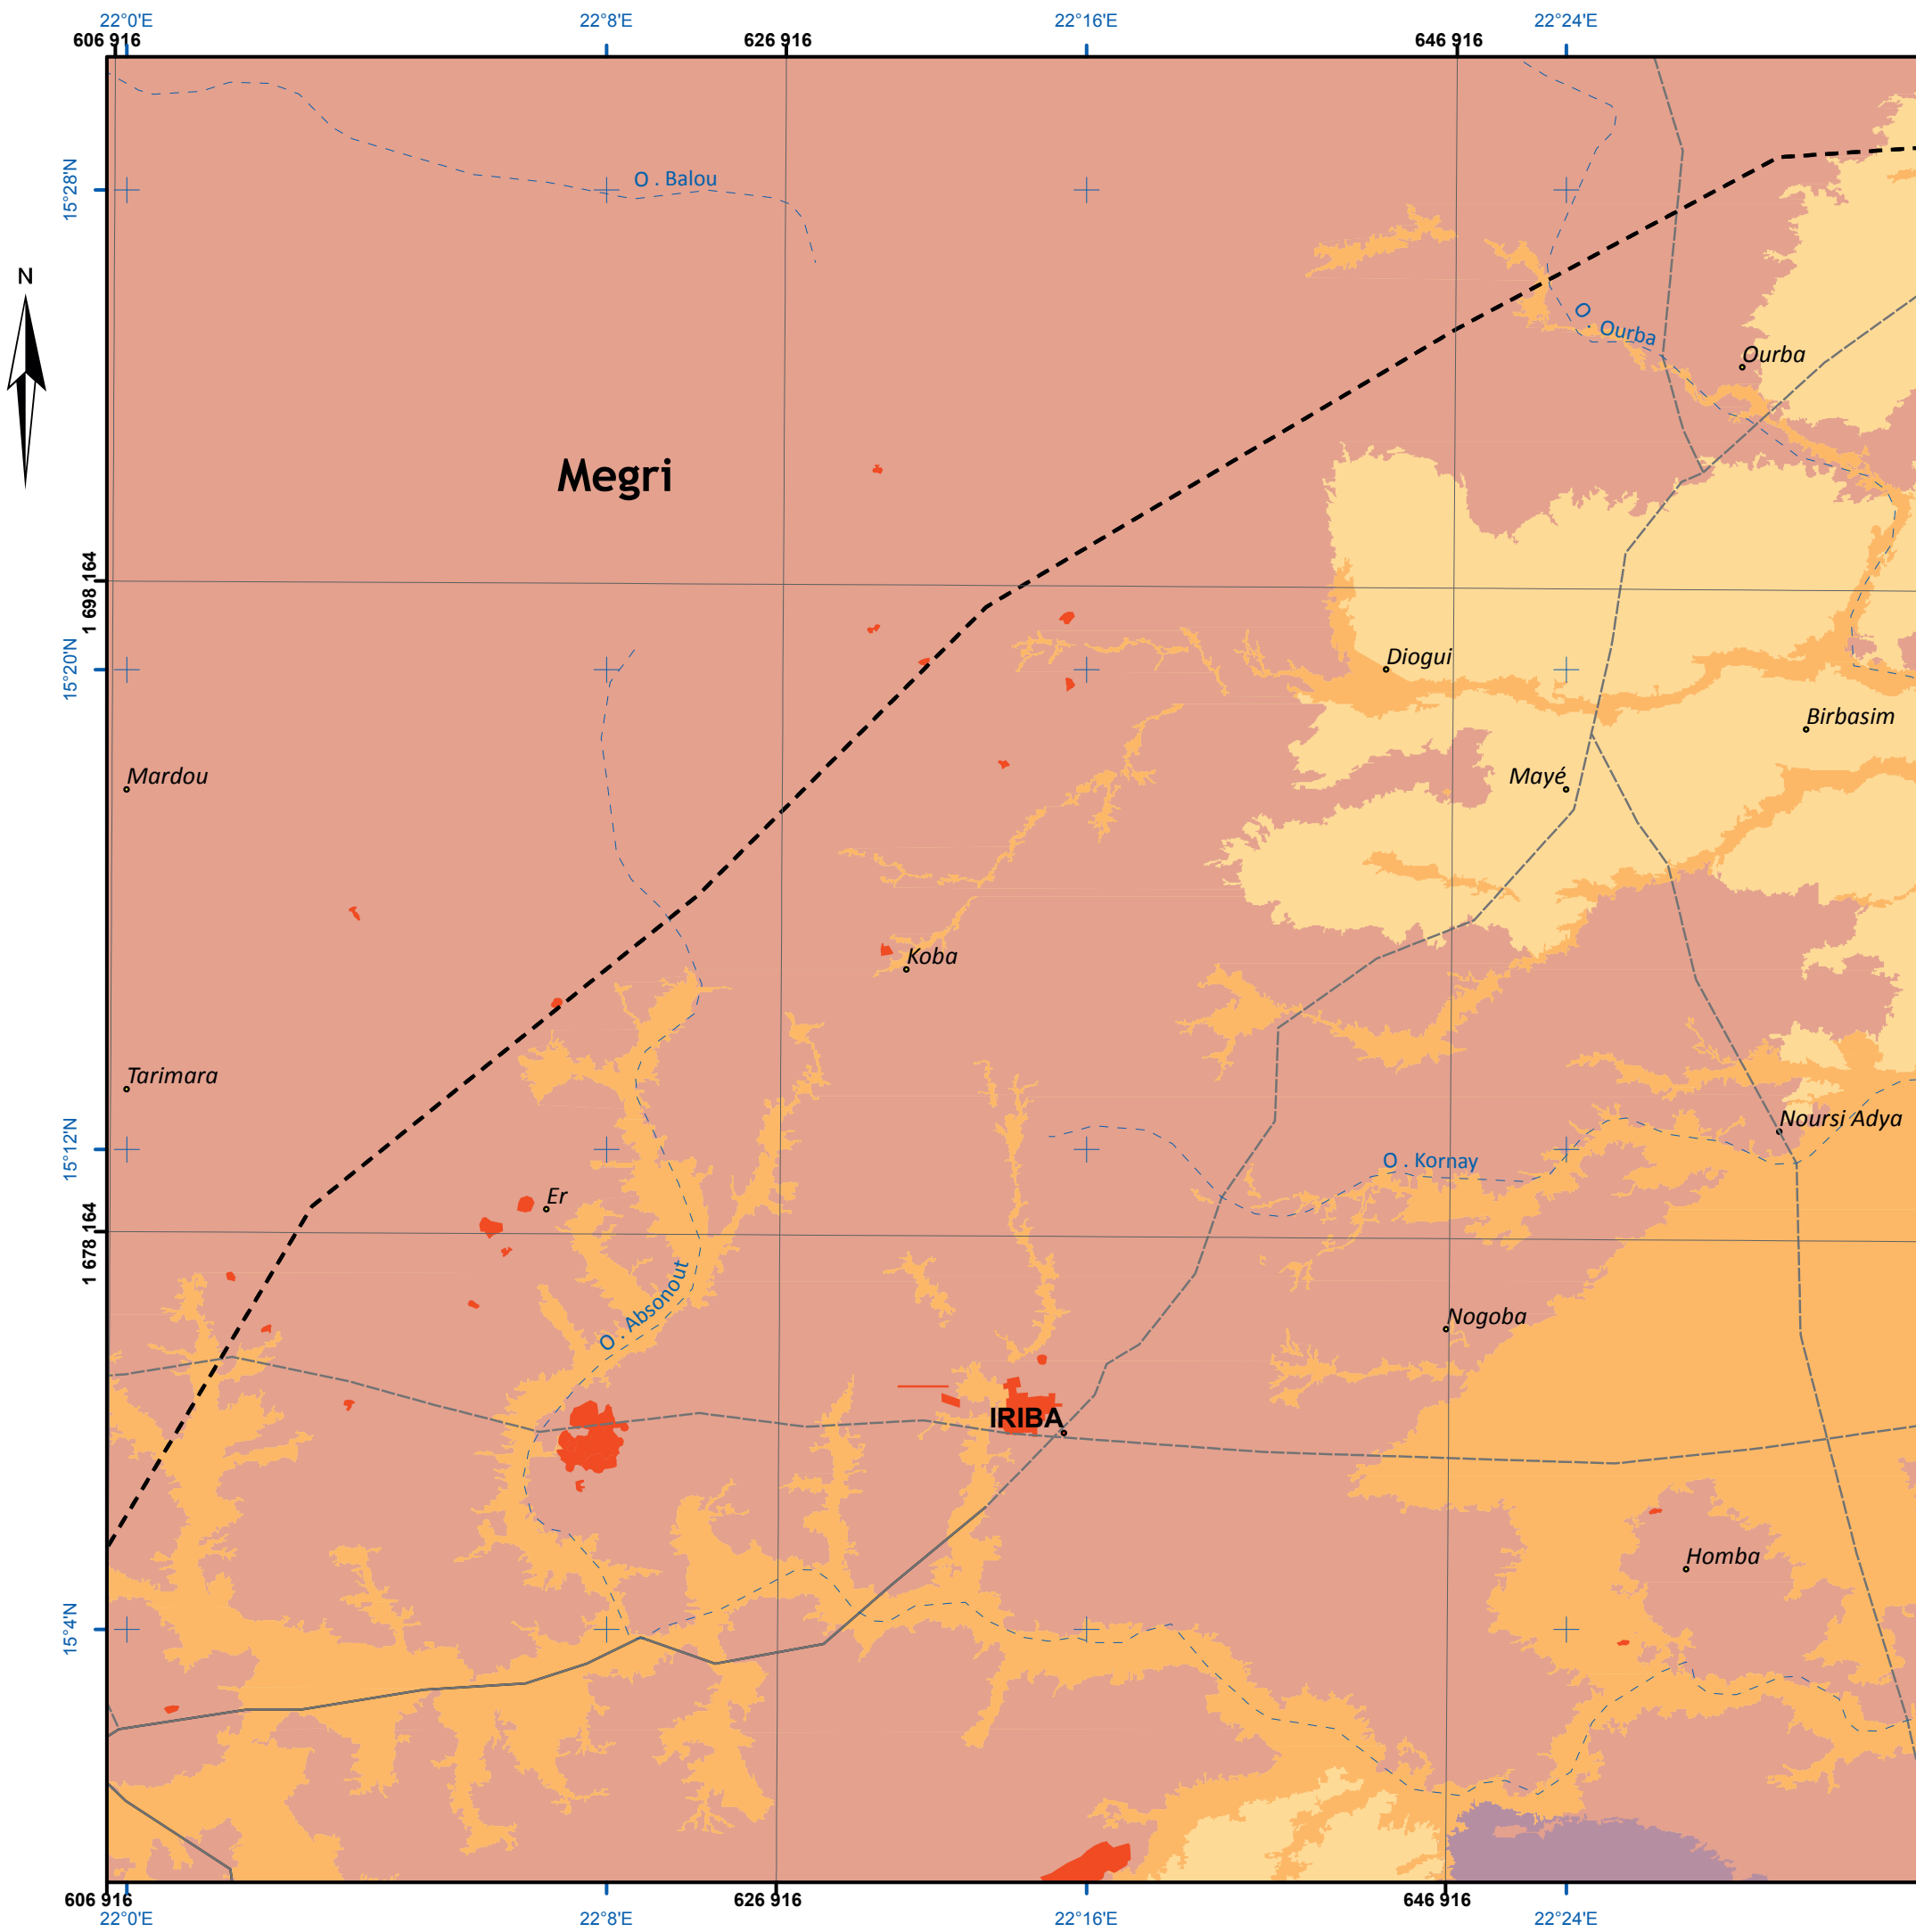 22°0'E 22°8'E 22°16'E 22°24'E
606 916 626 916 646 916
O . Balou
15°28'N
N
O . Ourba
Ourba
Megri
1 698 164
15°20'N
Diogui
Birbasim
Mardou
Mayé
Koba
Tarimara
Noursi Adya
15°12'N
O . Kornay
Er
1 678 164
O . Absonout
Nogoba
IRIBA
Homba
15°4'N
606 916 626 916 646 916
22°0'E 22°8'E 22°16'E 22°24'E